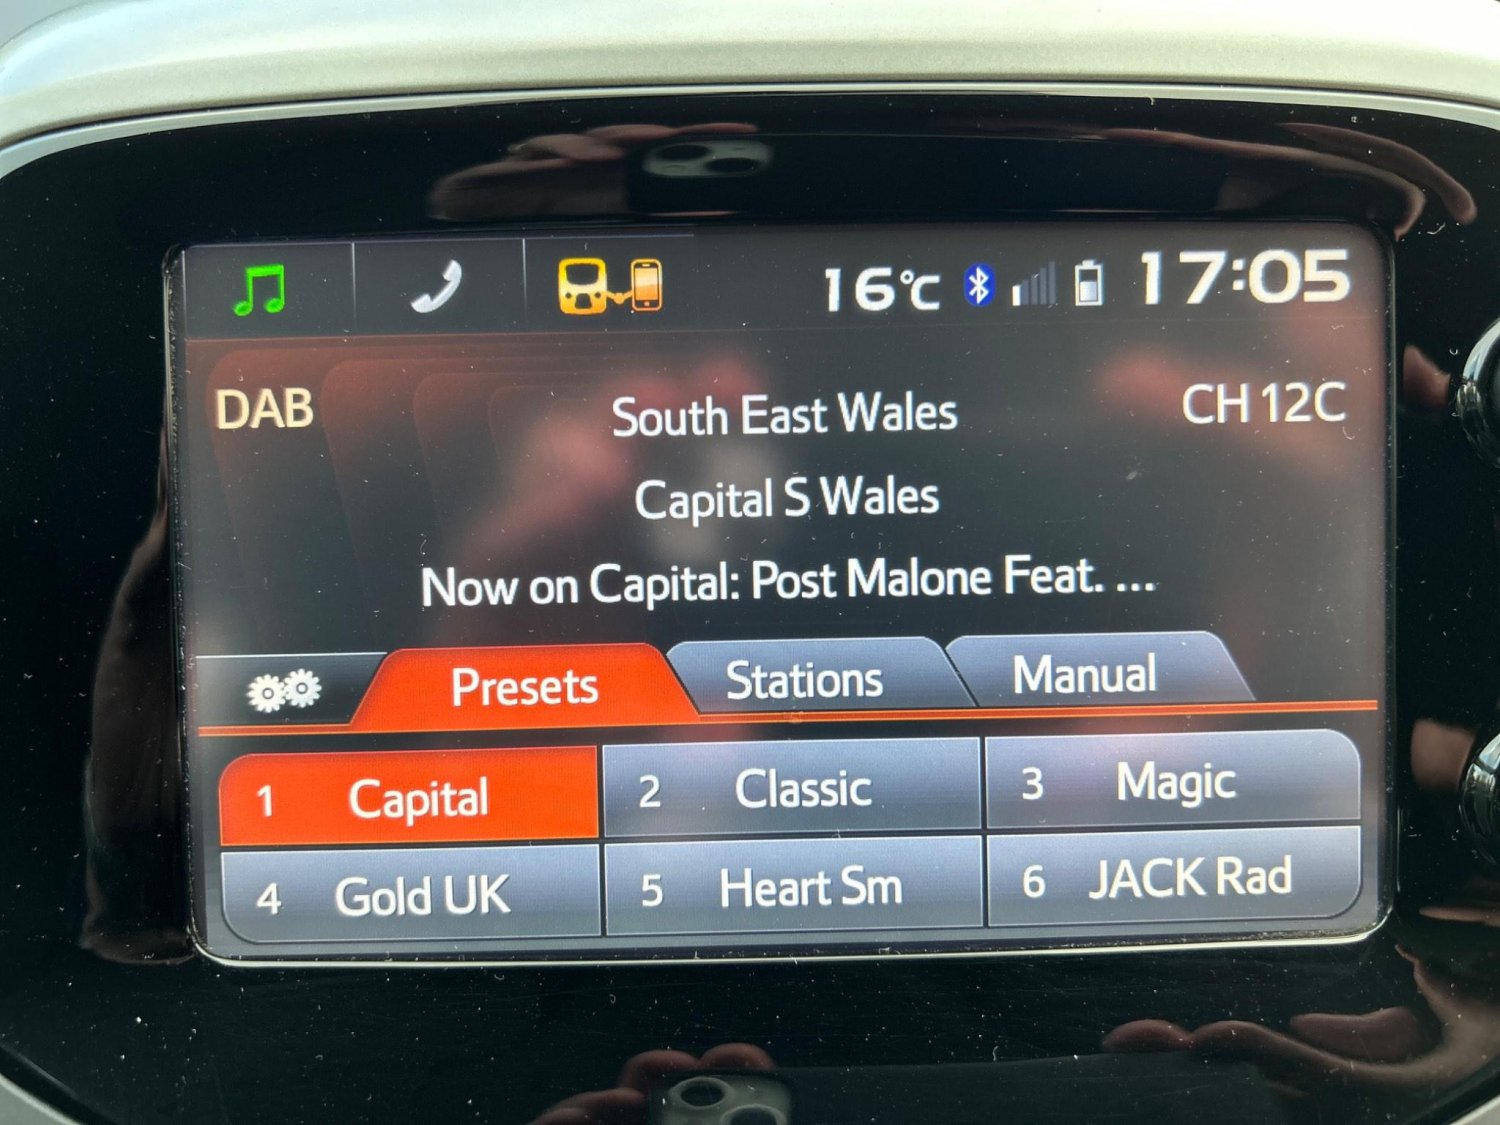 16°C 17:05
DAB South East Wales CH 12C
Capital S Wales
Now on Capital: Post Malone Feat. ...
Presets Stations Manual
1 Capital 2 Classic 3 Magic
4 Gold UK 5 Heart Sm 6 JACK Rad